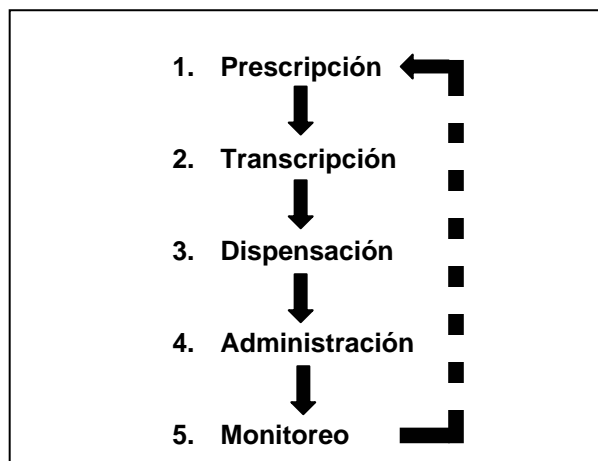 1. Prescripción
2. Transcripción
3. Dispensación
4. Administración
5. Monitoreo